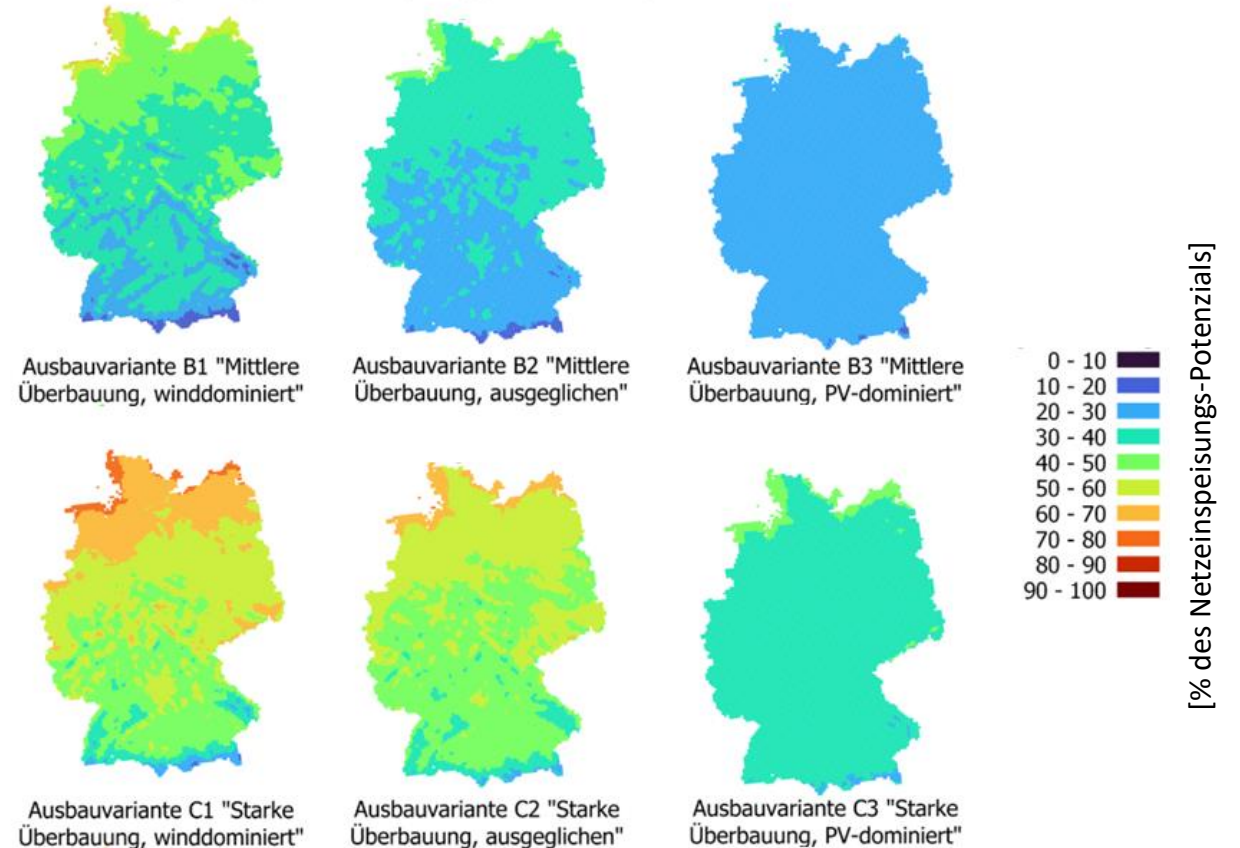 Ausbauvariante B1 "Mittlere
Überbauung, winddominiert"
Ausbauvariante B2 "Mittlere
Überbauung, ausgeglichen"
Ausbauvariante B3 "Mittlere
Überbauung, PV-dominiert"
Ausbauvariante C1 "Starke
Überbauung, winddominiert"
Ausbauvariante C2 "Starke
Überbauung, ausgeglichen"
Ausbauvariante C3 "Starke
Überbauung, PV-dominiert"
0 - 10
10 - 20
20 - 30
30 - 40
40 - 50
50 - 60
60 - 70
70 - 80
80 - 90
90 - 100
[% des Netzeinspeisungs-Potenzials]